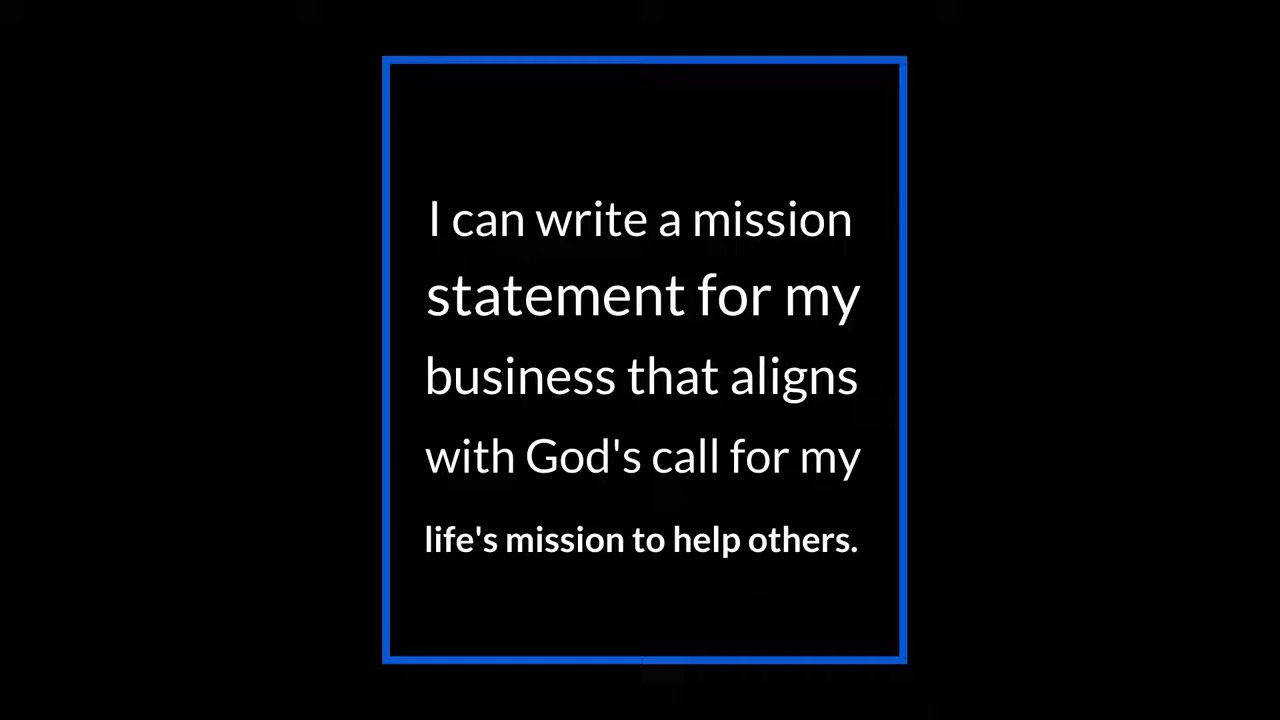 I can write a mission
statement for my
business that aligns
with God's call for my
life's mission to help others.